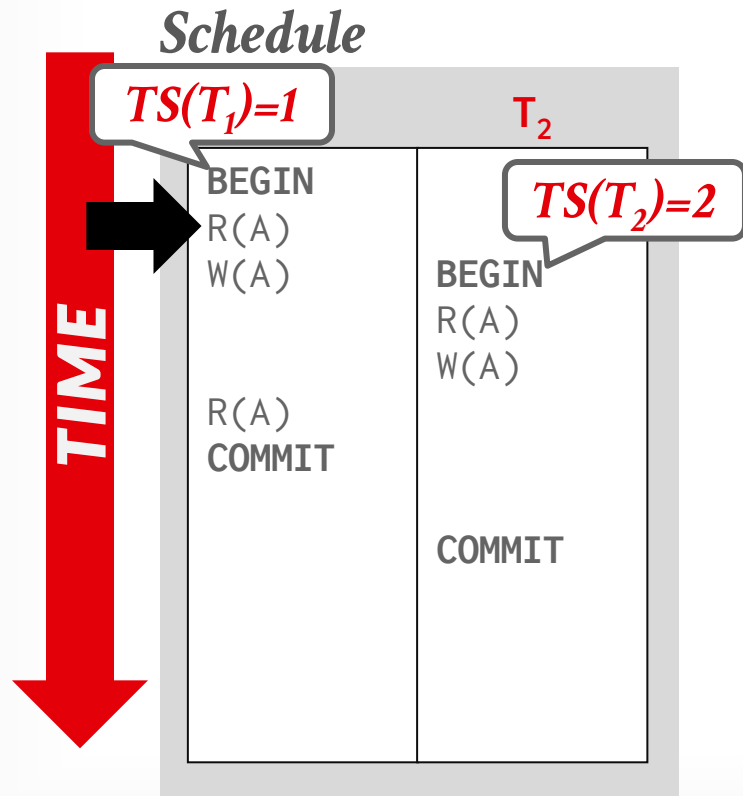 Schedule
TS(T₁)=1
T₂
TS(T₂)=2
TIME
BEGIN
R(A)
W(A)
R(A)
COMMIT
BEGIN
R(A)
W(A)
COMMIT